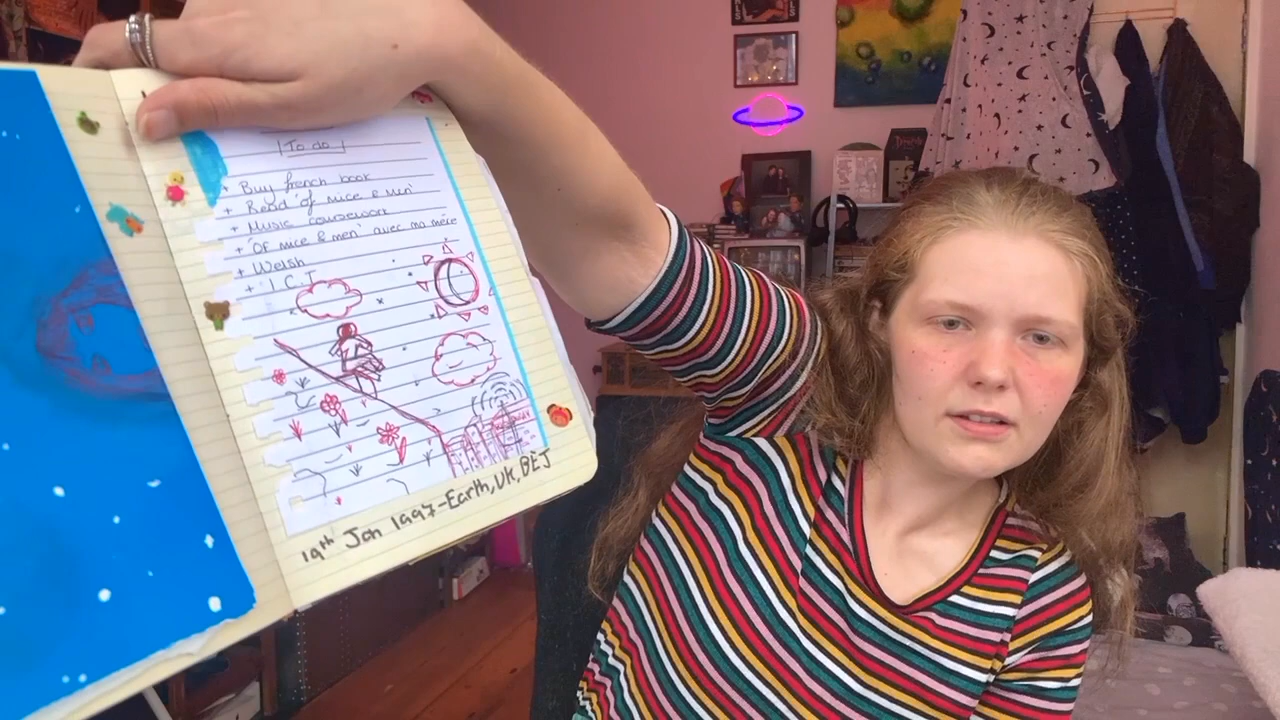 To do
+ Buy french book
+ Read 'of mice & men'
+ Music coursework
+ 'Of mice & men' avec ma mère
+ Welsh
+ I.C.T
19th Jan 1997-Earth, UK, BEJ